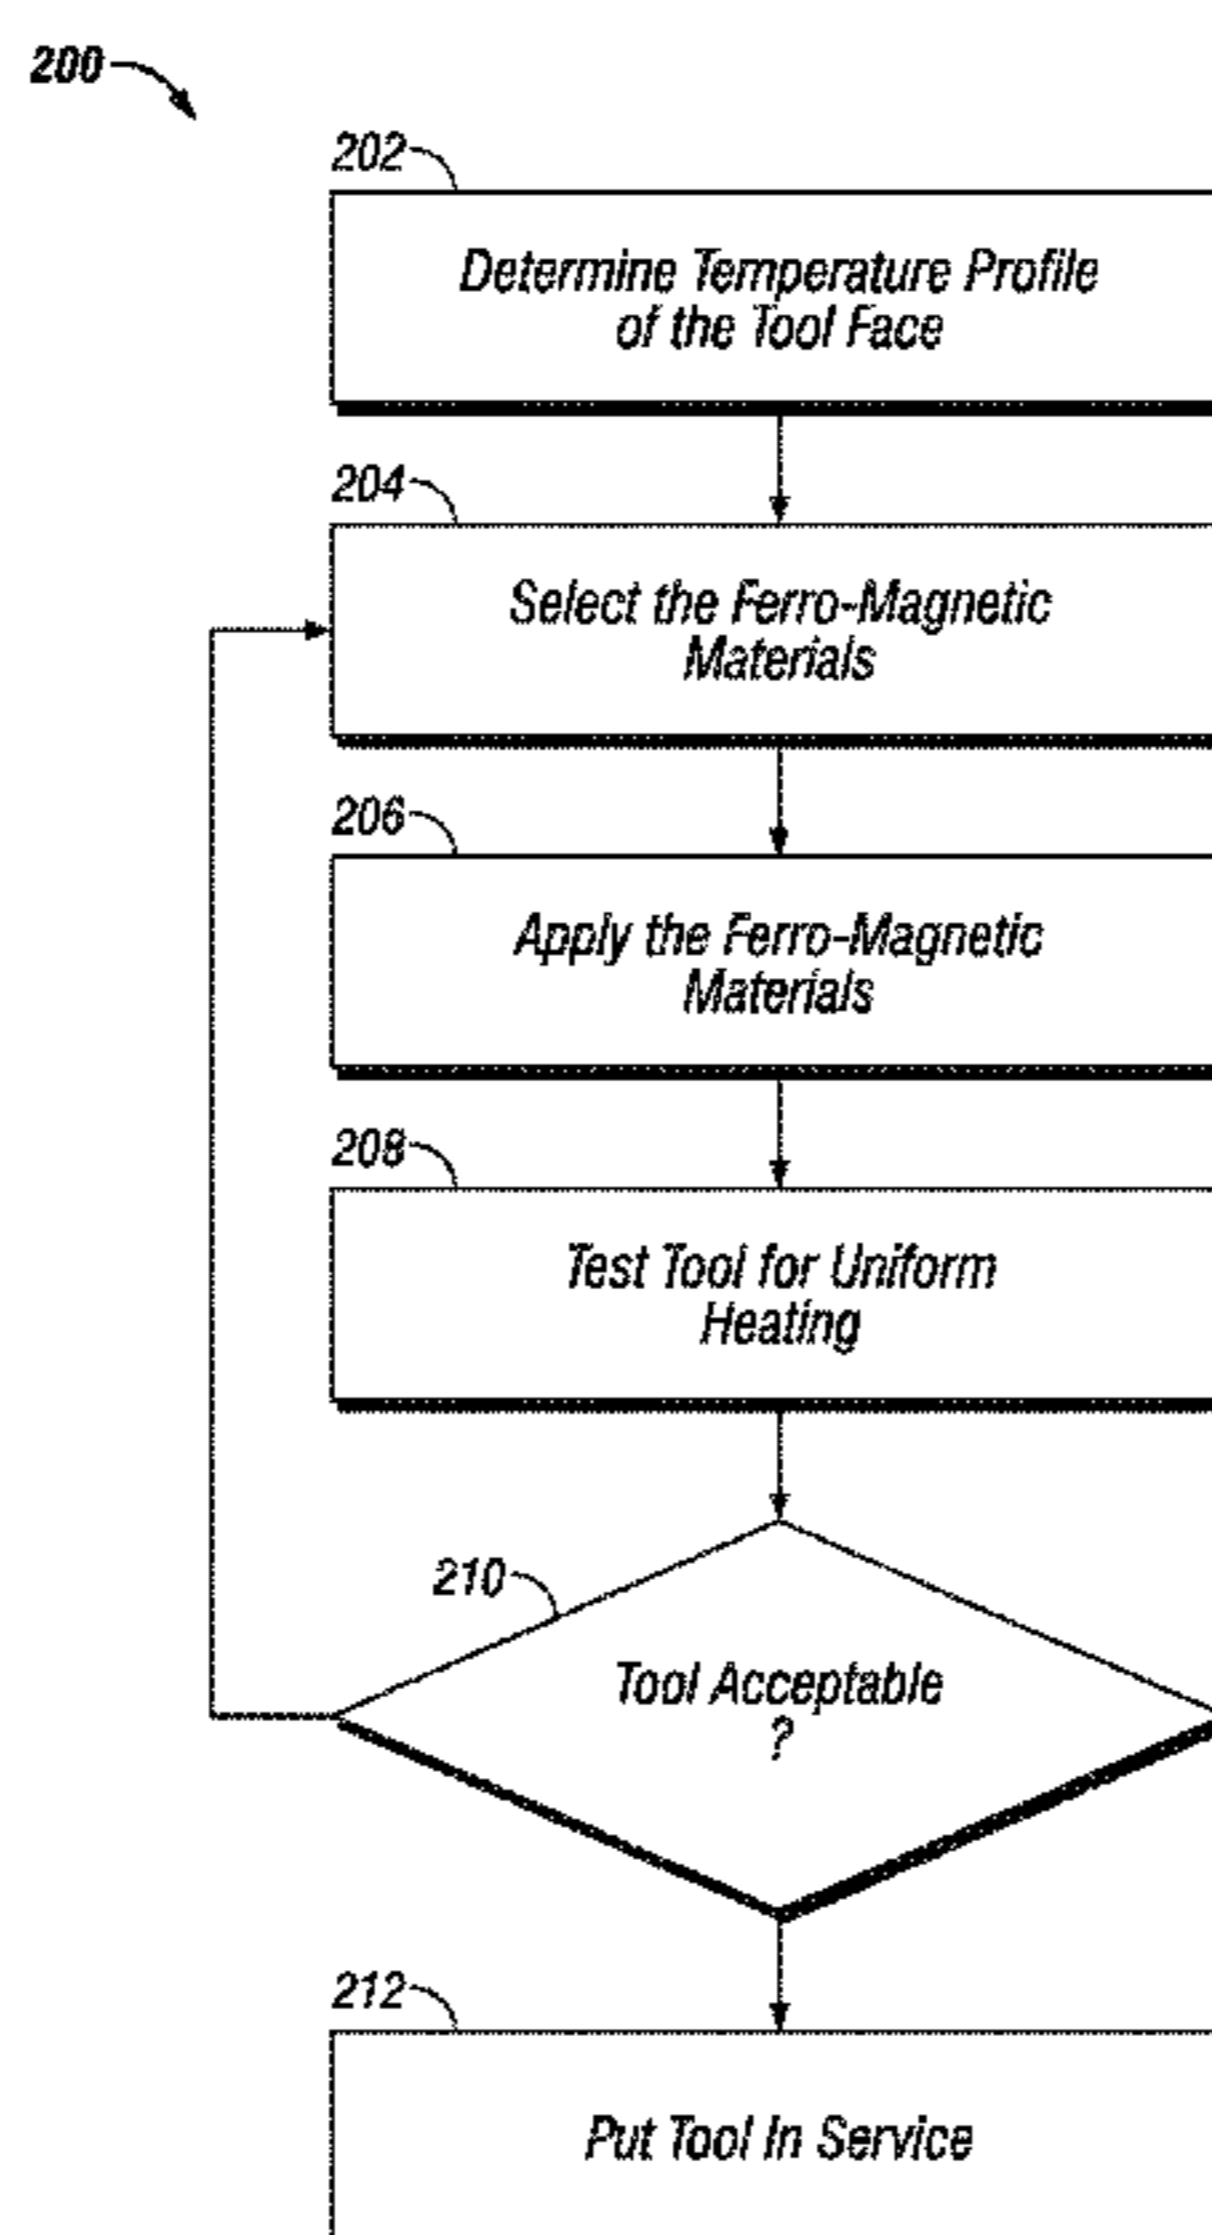 200
202
Determine Temperature Profile
of the Tool Face
204
Select the Ferro-Magnetic
Materials
206
Apply the Ferro-Magnetic
Materials
208
Test Tool for Uniform
Heating
210
Tool Acceptable
?
212
Put Tool In Service